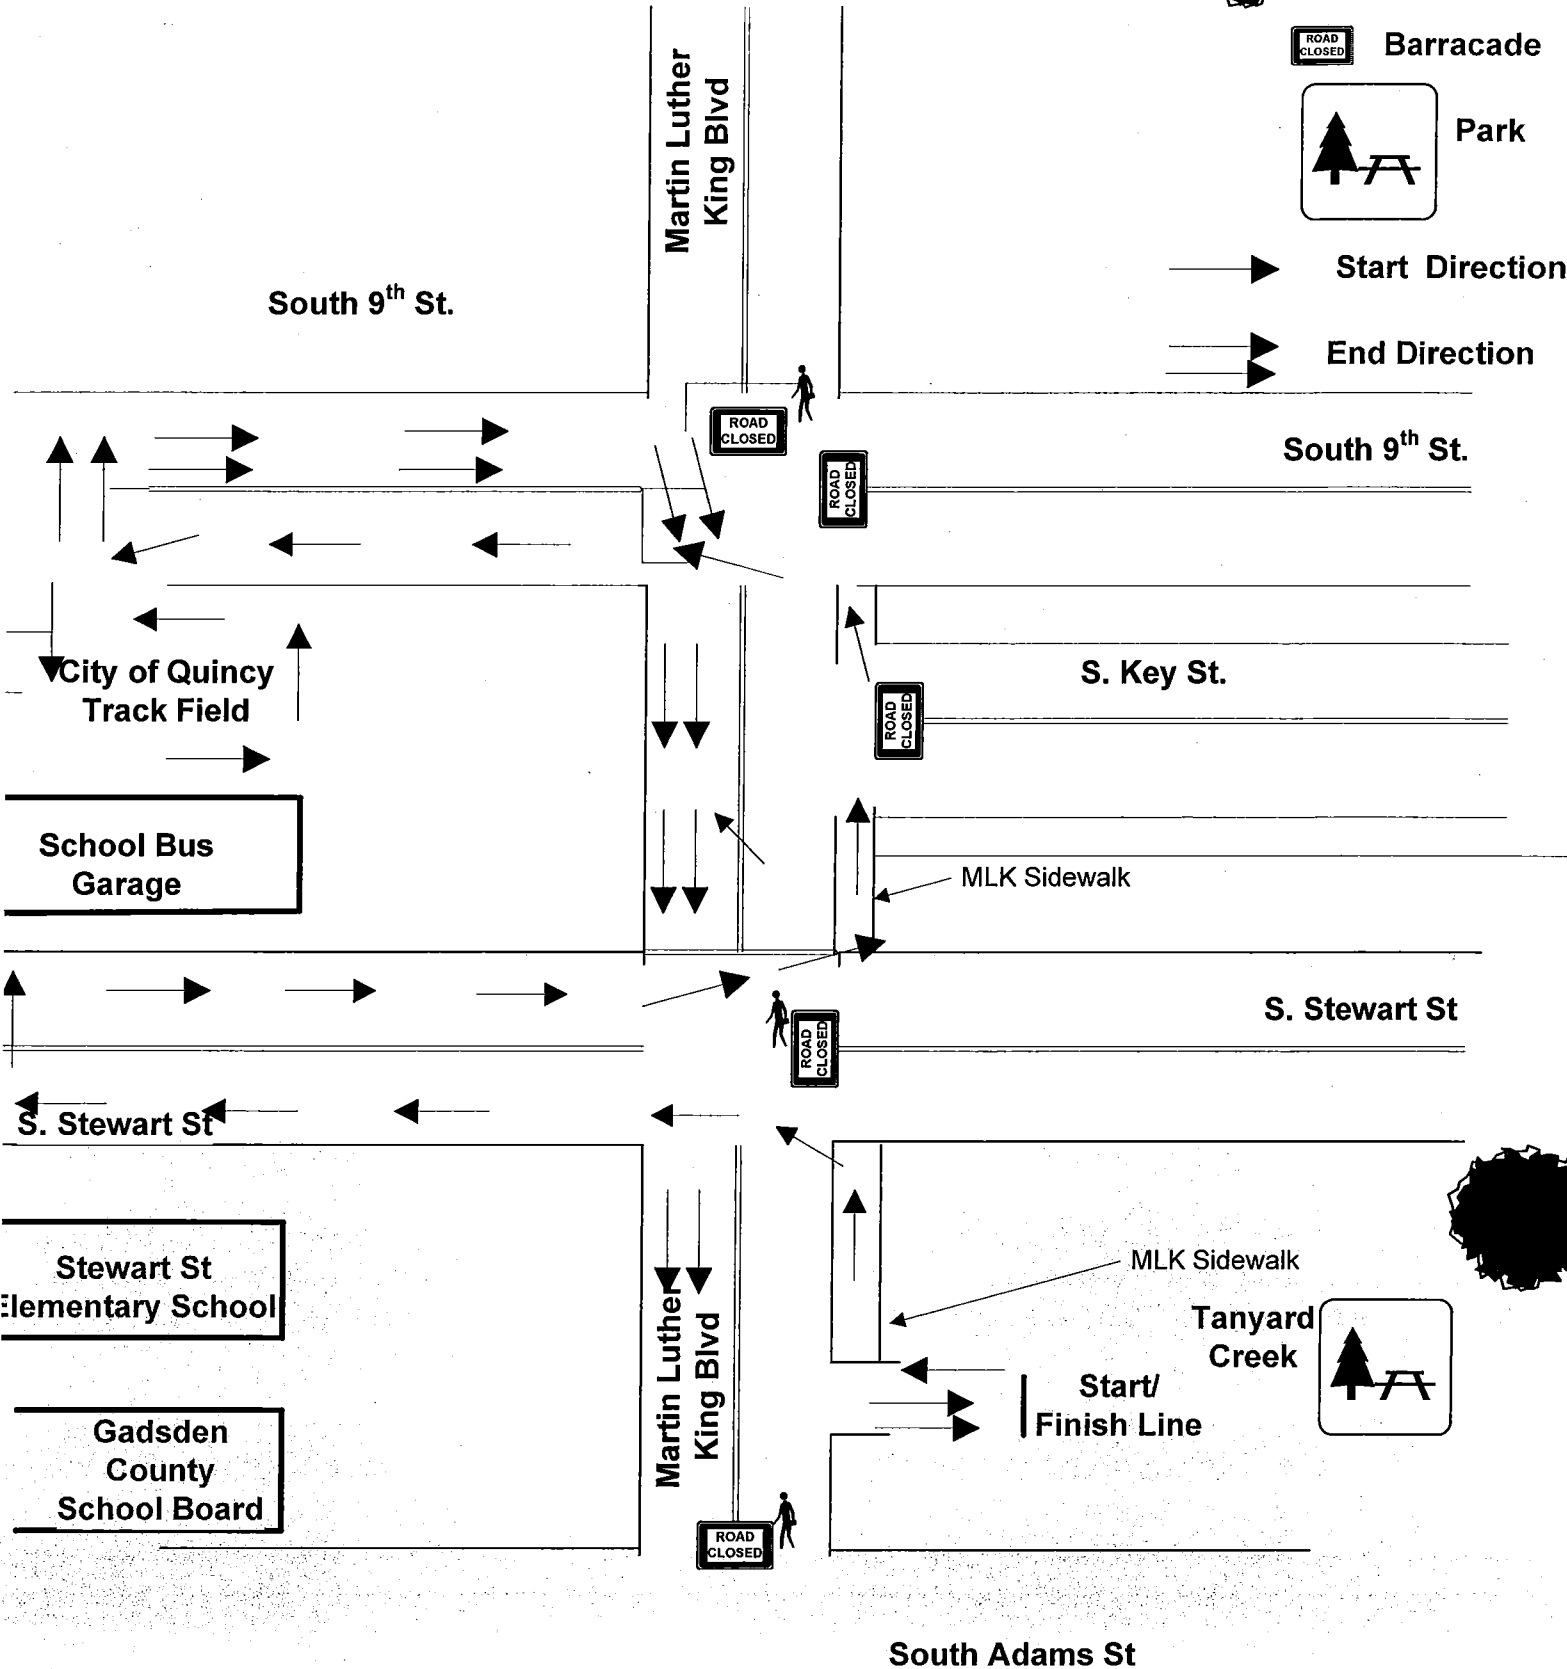 ROAD
CLOSED
Barracade
Park
Start Direction
End Direction
Martin Luther
King Blvd
South 9th St.
ROAD
CLOSED
ROAD
CLOSED
South 9th St.
S. Key St.
ROAD
CLOSED
City of Quincy
Track Field
School Bus
Garage
MLK Sidewalk
S. Stewart St
ROAD
CLOSED
S. Stewart St
Stewart St
Elementary School
MLK Sidewalk
Tanyard
Creek
Start/
Finish Line
Martin Luther
King Blvd
Gadsden
County
School Board
ROAD
CLOSED
South Adams St